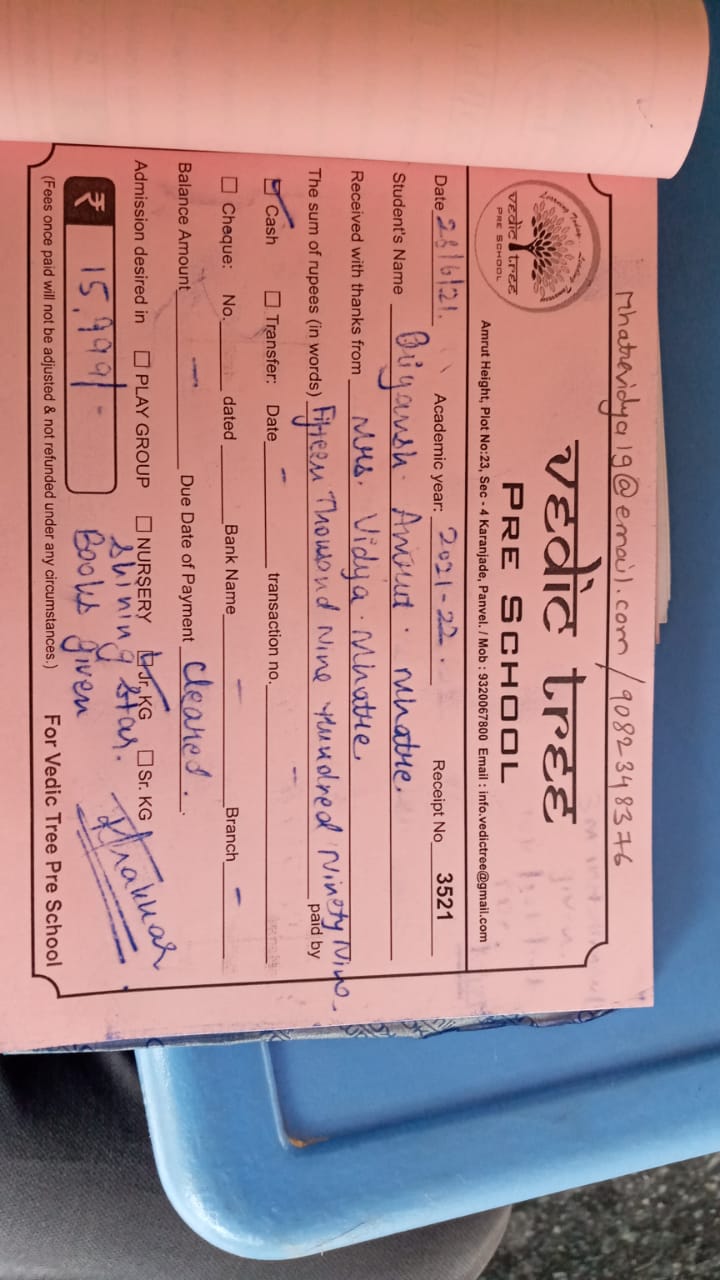 Mhatrevidya19@email.com/9082348376
vedic tree
PRE SCHOOL
vedic tree
PRE SCHOOL
Amrut Height, Plot No:23, Sec - 4 Karanjade, Panvel. / Mob : 9320067800 Email : info.vedictree@gmail.com
Date 28/6/21. Academic year: 2021-22. Receipt No 3521
Student's Name Mhatre.
Received with thanks from Mrs. Vidya. Mhatre
The sum of rupees (in words) Fifteen Thousand Nine Hundred Ninety Nine. paid by
Cash Transfer: Date - transaction no. -
Cheque: No. dated Bank Name - Branch -
Balance Amount - Due Date of Payment cleared.
Admission desired in PLAY GROUP NURSERY Jr. KG Sr. KG
Shining Star.
₹ 15,999/- Books given
(Fees once paid will not be adjusted & not refunded under any circumstances.) For Vedic Tree Pre School